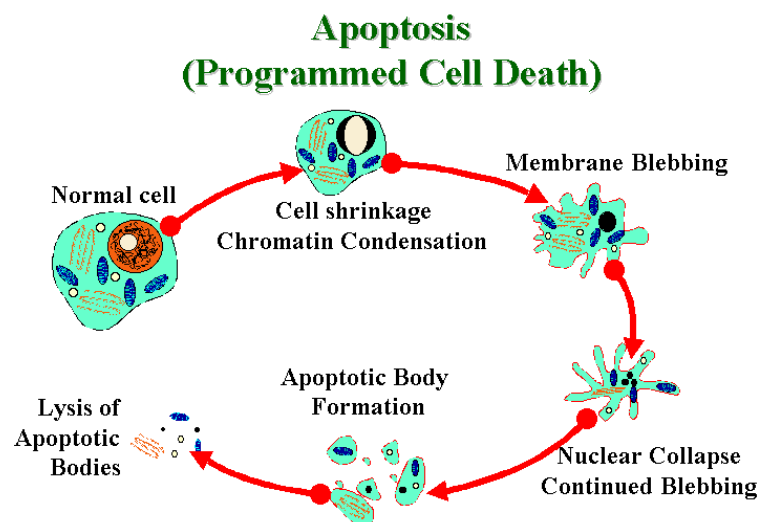 Apoptosis
(Programmed Cell Death)
Normal cell
Cell shrinkage
Chromatin Condensation
Membrane Blebbing
Nuclear Collapse
Continued Blebbing
Apoptotic Body
Formation
Lysis of
Apoptotic
Bodies